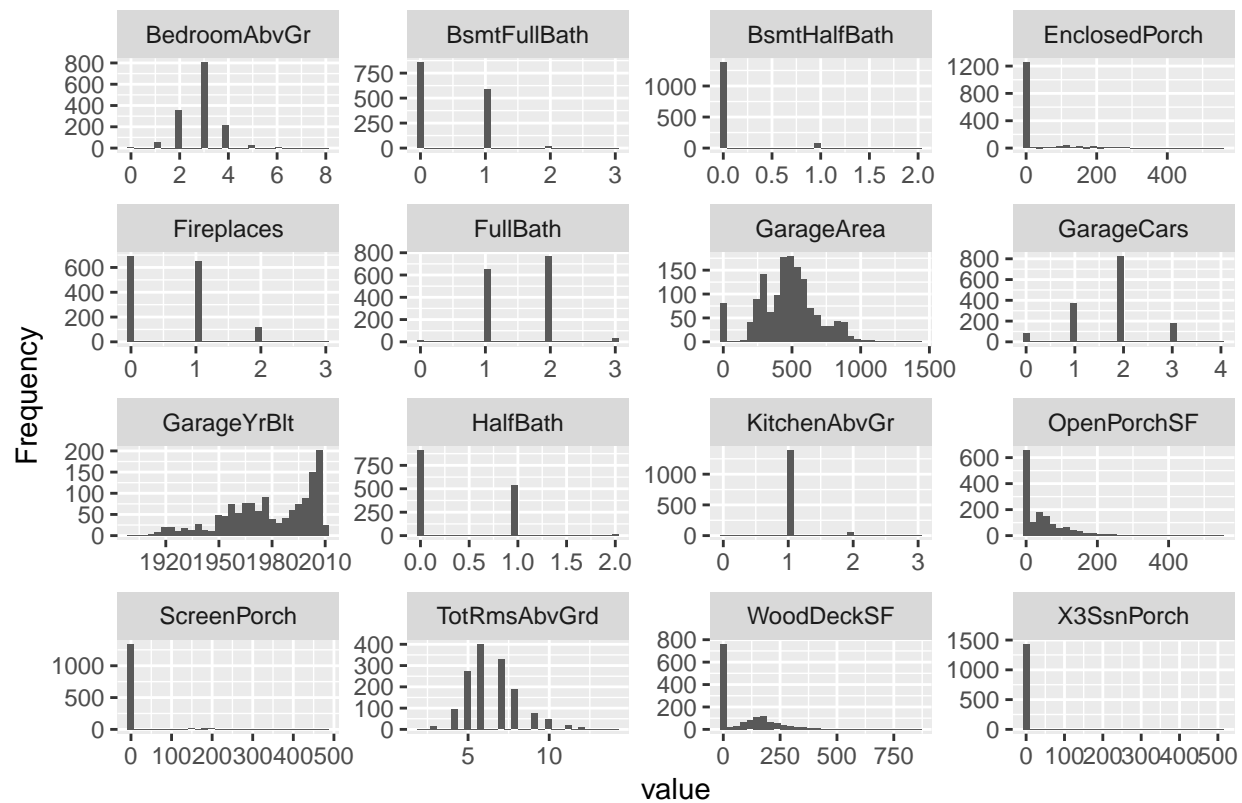 BedroomAbvGr BsmtFullBath BsmtHalfBath EnclosedPorch
800 600 400 200 0 750 500 250 0 1000 500 0 1200 800 400 0
0 2 4 6 8 0 1 2 3 0.0 0.5 1.0 1.5 2.0 0 200 400
Fireplaces FullBath GarageArea GarageCars
600 400 200 0 800 600 400 200 0 150 100 50 0 800 600 400 200 0
0 1 2 3 0 1 2 3 0 500 1000 1500 0 1 2 3 4
GarageYrBlt HalfBath KitchenAbvGr OpenPorchSF
200 150 100 50 0 750 500 250 0 1000 500 0 600 400 200 0
1920 1950 1980 2010 0.0 0.5 1.0 1.5 2.0 0 1 2 3 0 200 400
ScreenPorch TotRmsAbvGrd WoodDeckSF X3SsnPorch
1000 500 0 400 300 200 100 0 800 600 400 200 0 1500 1000 500 0
0 100 200 300 400 500 5 10 0 250 500 750 0 100 200 300 400 500
Frequency
value